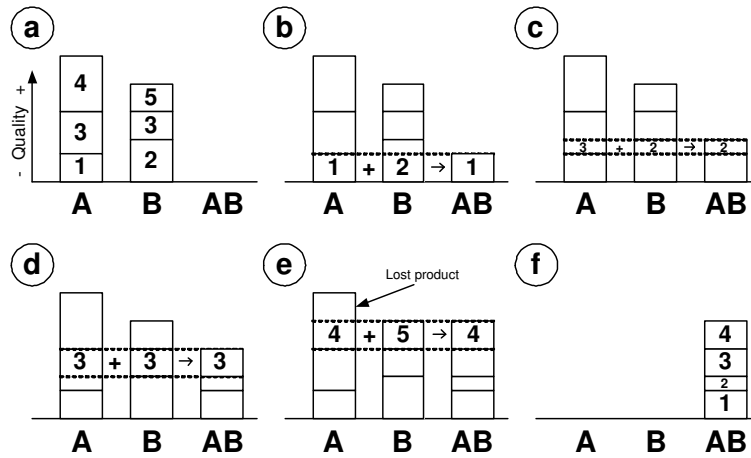 a
b
c
- Quality +
4
3
1
5
3
2
A B AB
1 + 2 → 1
A B AB
3 + 2 → 2
A B AB
d
e
f
3 + 3 → 3
A B AB
Lost product
4 + 5 → 4
A B AB
4
3
2
1
A B AB